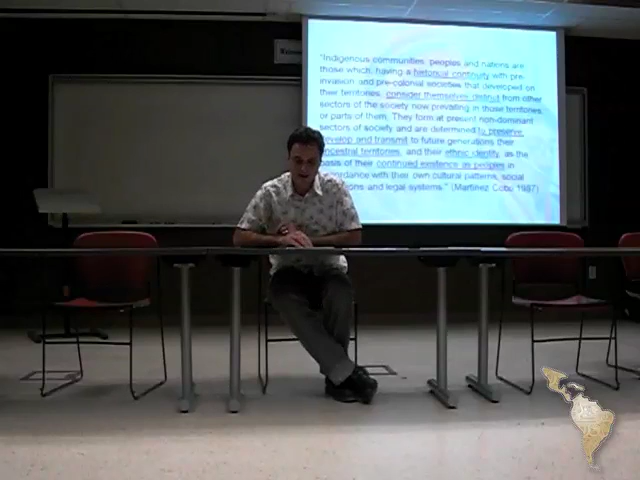 "Indigenous communities, peoples and nations are
those which, having a historical continuity with pre-
invasion and pre-colonial societies that developed on
their territories, consider themselves distinct from other
sectors of the society now prevailing in those territories,
or parts of them. They form at present non-dominant
sectors of society and are determined to preserve,
develop and transmit to future generations their
ancestral territories, and their ethnic identity, as the
basis of their continued existence as peoples in
accordance with their own cultural patterns, social
and legal systems." (Martinez Cobo 1987)